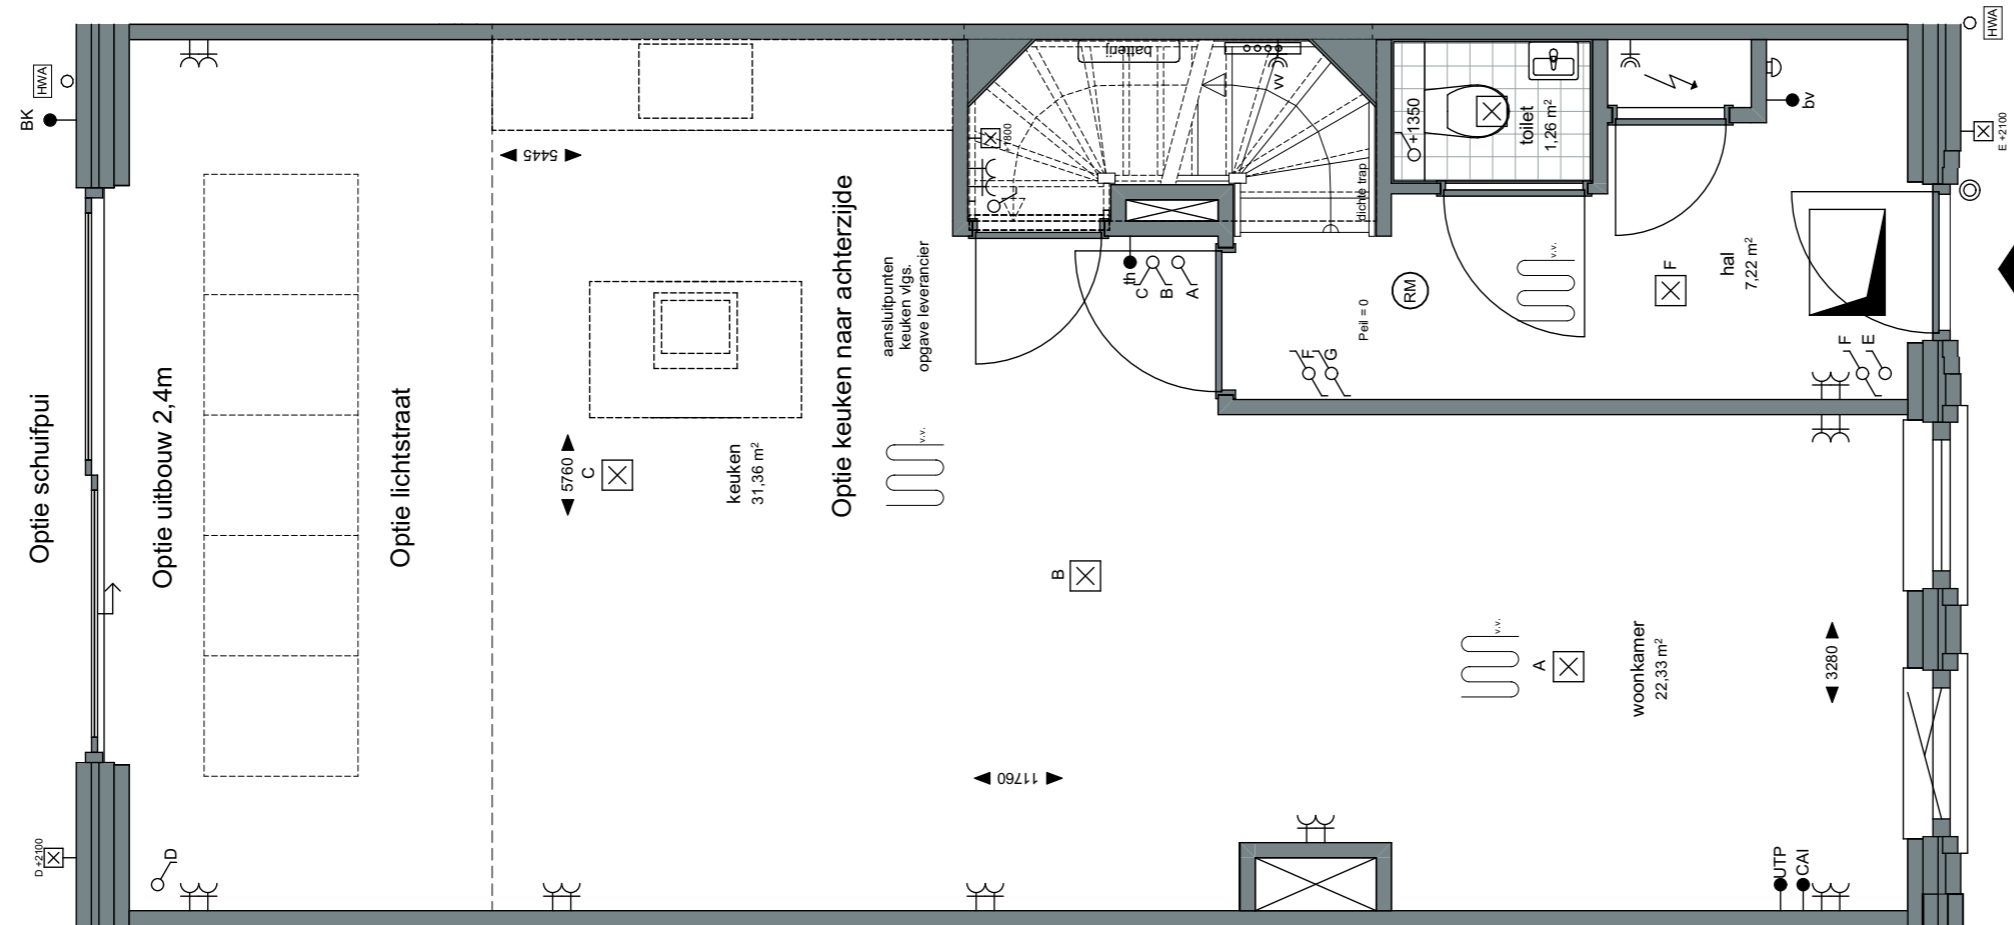 HWA
BK
Optie schuifpui
D +2100
Optie uitbouw 2,4m
D
Optie lichtstraat
5445
5760
C
keuken
31,36 m²
Optie keuken naar achterzijde
aansluitpunten
keuken vlgs.
opgave leverancier
v.v.
B
11760
+1800
batterij
vv
dichte trap
th
C
B
A
+1350
toilet
1,26 m²
bv
RM
Peil = 0
F
G
v.v.
F
hal
7,22 m²
F
E
HWA
E +2100
v.v.
A
woonkamer
22,33 m²
3280
UTP
CAI